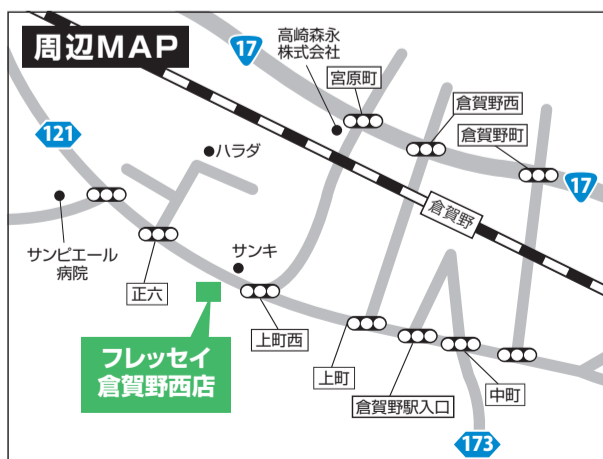 周辺MAP
17
高崎森永
株式会社
宮原町
倉賀野西
倉賀野町
121
ハラダ
17
倉賀野
サンピエール
病院
正六
サンキ
上町西
フレッセイ
倉賀野西店
上町
倉賀野駅入口
中町
173